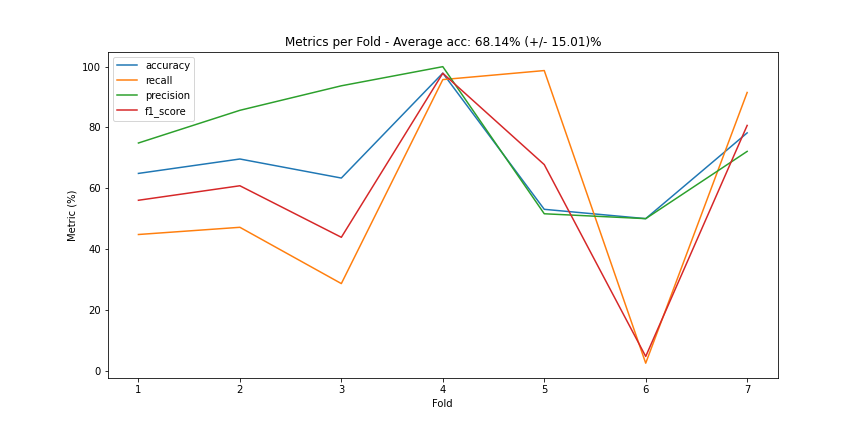 Metrics per Fold - Average acc: 68.14% (+/- 15.01)%
accuracy
recall
precision
f1_score
Metric (%)
100
80
60
40
20
0
1 2 3 4 5 6 7
Fold